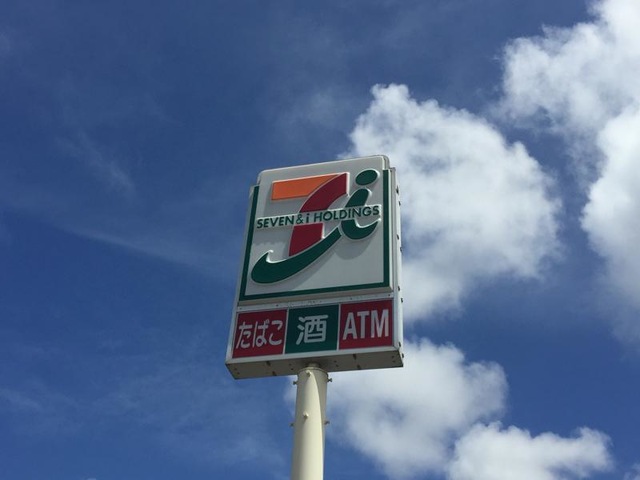 SEVEN & i HOLDINGS
たばこ 酒 ATM